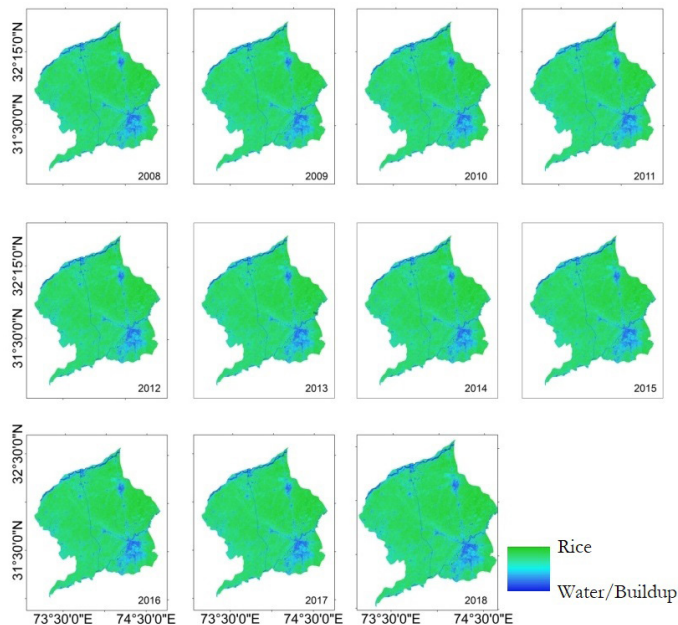 32°15'0"N
31°30'0"N
2008
2009
2010
2011
32°15'0"N
31°30'0"N
2012
2013
2014
2015
32°30'0"N
31°30'0"N
2016
2017
2018
Rice
Water/Buildup
73°30'0"E
74°30'0"E
73°30'0"E
74°30'0"E
73°30'0"E
74°30'0"E